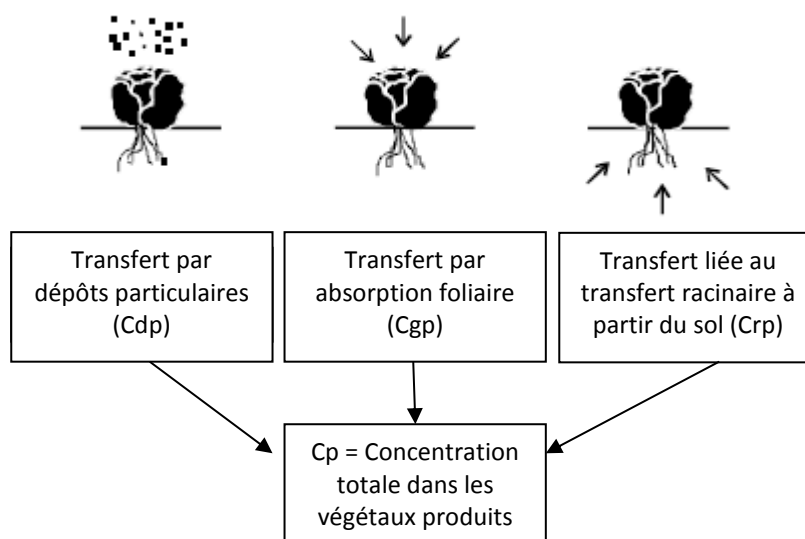 Transfert par
dépôts particulaires
(Cdp)
Transfert par
absorption foliaire
(Cgp)
Transfert liée au
transfert racinaire à
partir du sol (Crp)
Cp = Concentration
totale dans les
végétaux produits